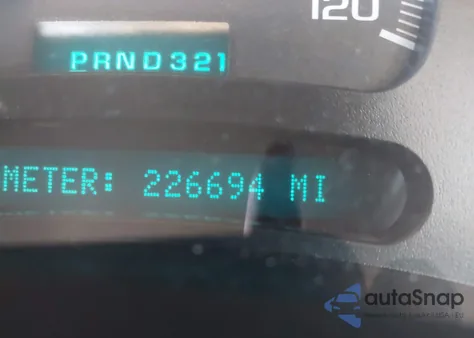 120
PRND321
METER: 226694 MI
autoSnap